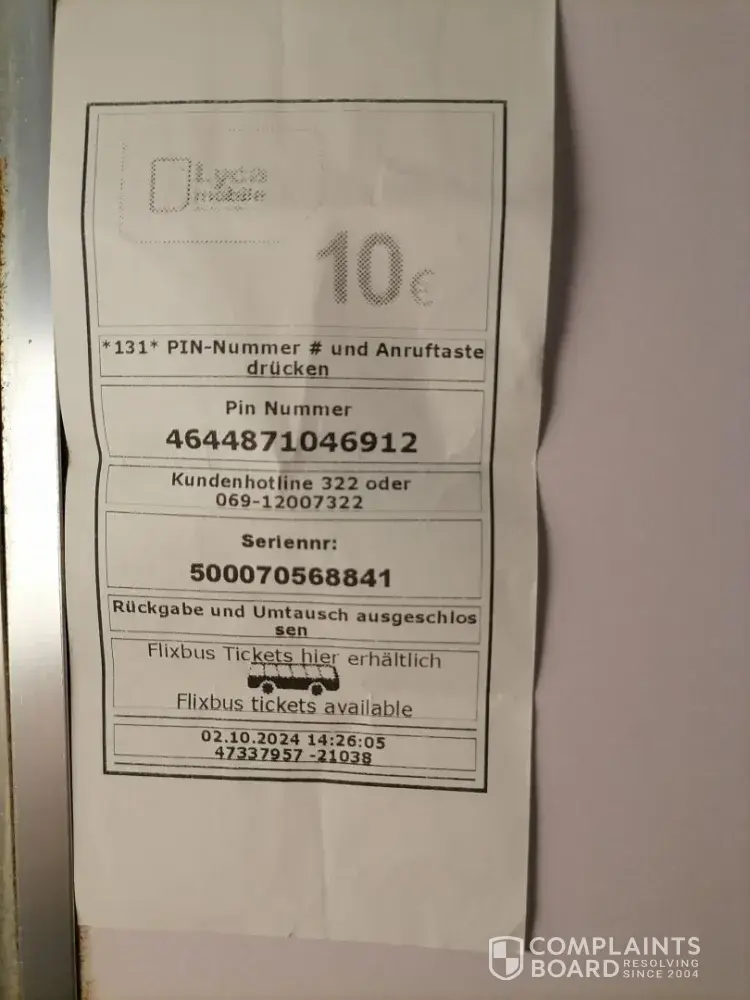 Lyca
mobile
10€
*131* PIN-Nummer # und Anruftaste
drücken
Pin Nummer
4644871046912
Kundenhotline 322 oder
069-12007322
Seriennr:
500070568841
Rückgabe und Umtausch ausgeschlos
sen
Flixbus Tickets hier erhältlich
Flixbus tickets available
02.10.2024 14:26:05
47337957 -21038
COMPLAINTS
BOARD RESOLVING
SINCE 2004